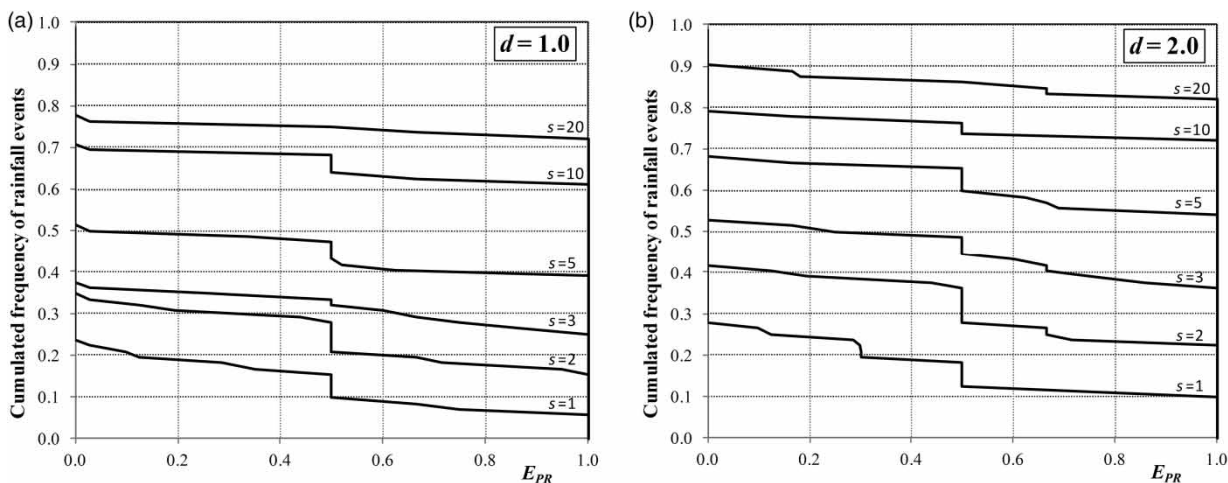 (a)
d = 1.0
Cumulated frequency of rainfall events
1.0
0.9
0.8
0.7
0.6
0.5
0.4
0.3
0.2
0.1
0.0
s=20
s=10
s=5
s=3
s=2
s=1
0.0 0.2 0.4 0.6 0.8 1.0
E_PR
(b)
d = 2.0
Cumulated frequency of rainfall events
1.0
0.9
0.8
0.7
0.6
0.5
0.4
0.3
0.2
0.1
0.0
s=20
s=10
s=5
s=3
s=2
s=1
0.0 0.2 0.4 0.6 0.8 1.0
E_PR